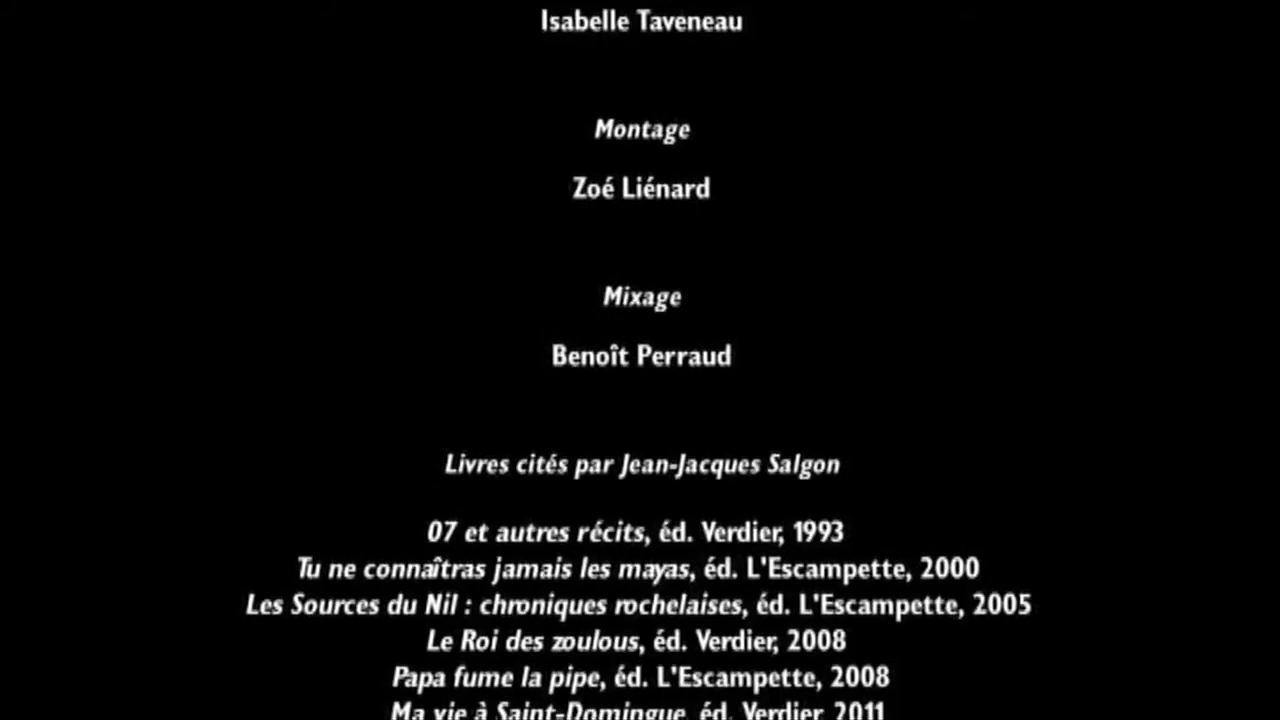 Isabelle Taveneau
Montage
Zoé Liénard
Mixage
Benoît Perraud
Livres cités par Jean-Jacques Salgon
07 et autres récits, éd. Verdier, 1993
Tu ne connaîtras jamais les mayas, éd. L'Escampette, 2000
Les Sources du Nil : chroniques rochelaises, éd. L'Escampette, 2005
Le Roi des zoulous, éd. Verdier, 2008
Papa fume la pipe, éd. L'Escampette, 2008
Ma vie à Saint-Domingue, éd. Verdier, 2011